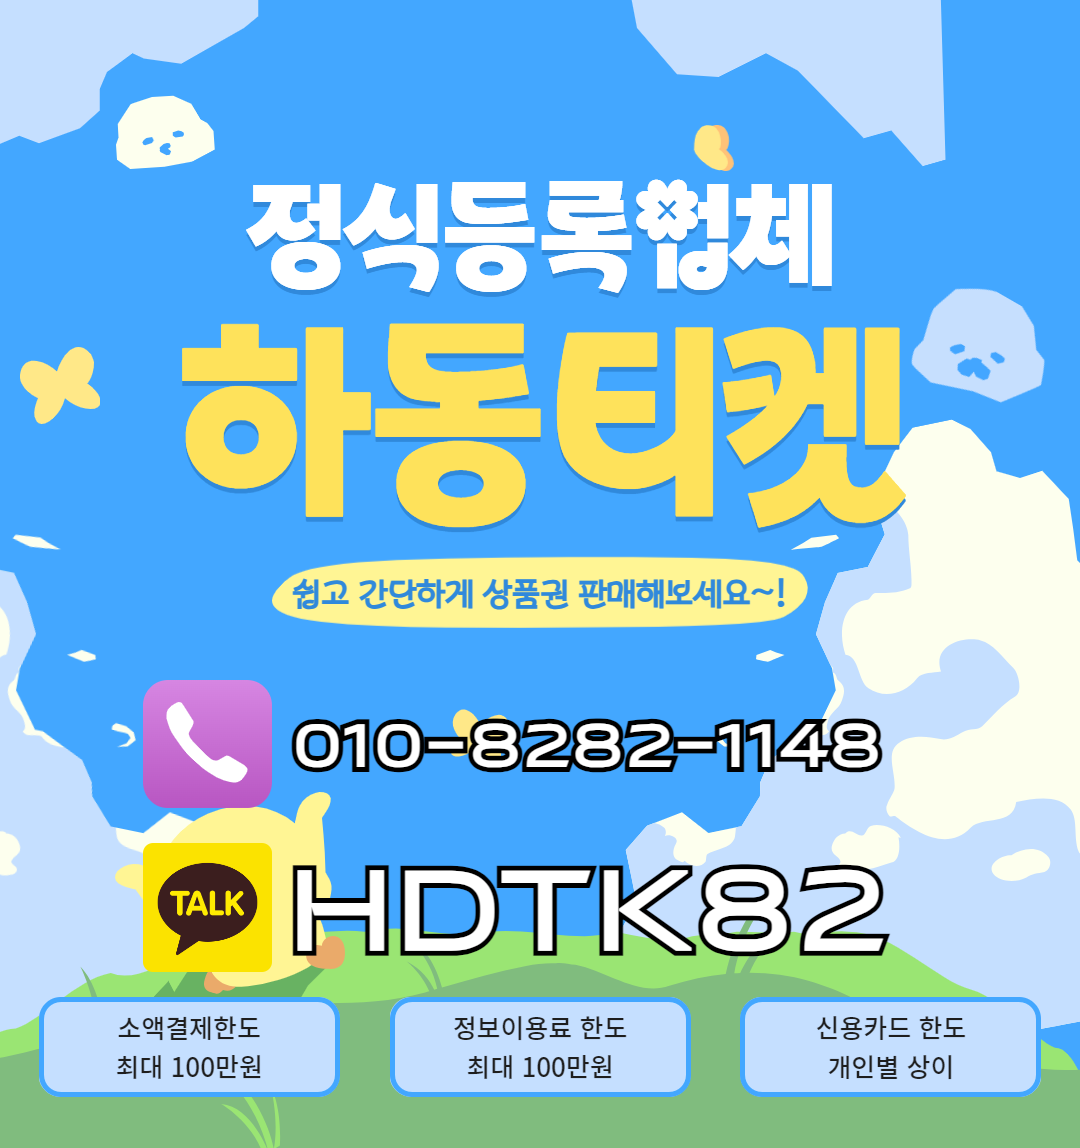 정식등록업체
하동티켓
쉽고 간단하게 상품권 판매해보세요~!
010-8282-1148
TALK
HDTK82
소액결제한도
최대 100만원
정보이용료 한도
최대 100만원
신용카드 한도
개인별 상이